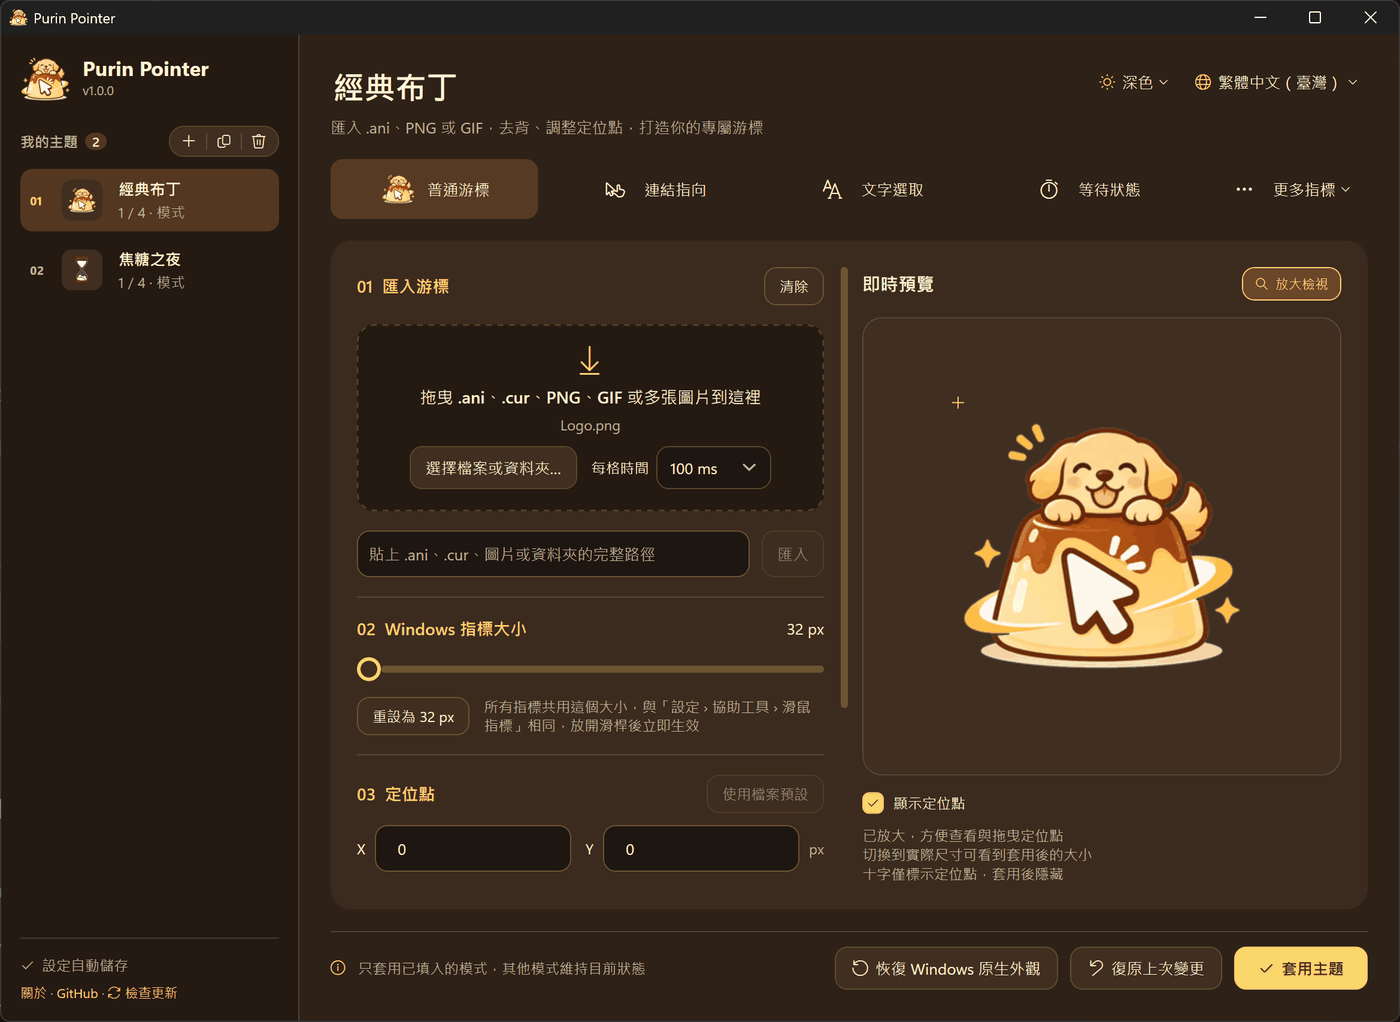 Purin Pointer
Purin Pointer
v1.0.0
我的主題 2
01 經典布丁
1 / 4 · 模式
02 焦糖之夜
1 / 4 · 模式
設定自動儲存
關於 · GitHub · 檢查更新
經典布丁
深色
繁體中文（臺灣）
匯入 .ani、PNG 或 GIF · 去背、調整定位點 · 打造你的專屬游標
普通游標
連結指向
文字選取
等待狀態
更多指標
01 匯入游標
清除
拖曳 .ani、.cur、PNG、GIF 或多張圖片到這裡
Logo.png
選擇檔案或資料夾...
每格時間
100 ms
貼上 .ani、.cur、圖片或資料夾的完整路徑
匯入
02 Windows 指標大小
32 px
重設為 32 px
所有指標共用這個大小 · 與「設定 › 協助工具 › 滑鼠
指標」相同 · 放開滑桿後立即生效
03 定位點
使用檔案預設
X 0 Y 0 px
即時預覽
放大檢視
顯示定位點
已放大 · 方便查看與拖曳定位點
切換到實際尺寸可看到套用後的大小
十字僅標示定位點 · 套用後隱藏
只套用已填入的模式 · 其他模式維持目前狀態
恢復 Windows 原生外觀
復原上次變更
套用主題